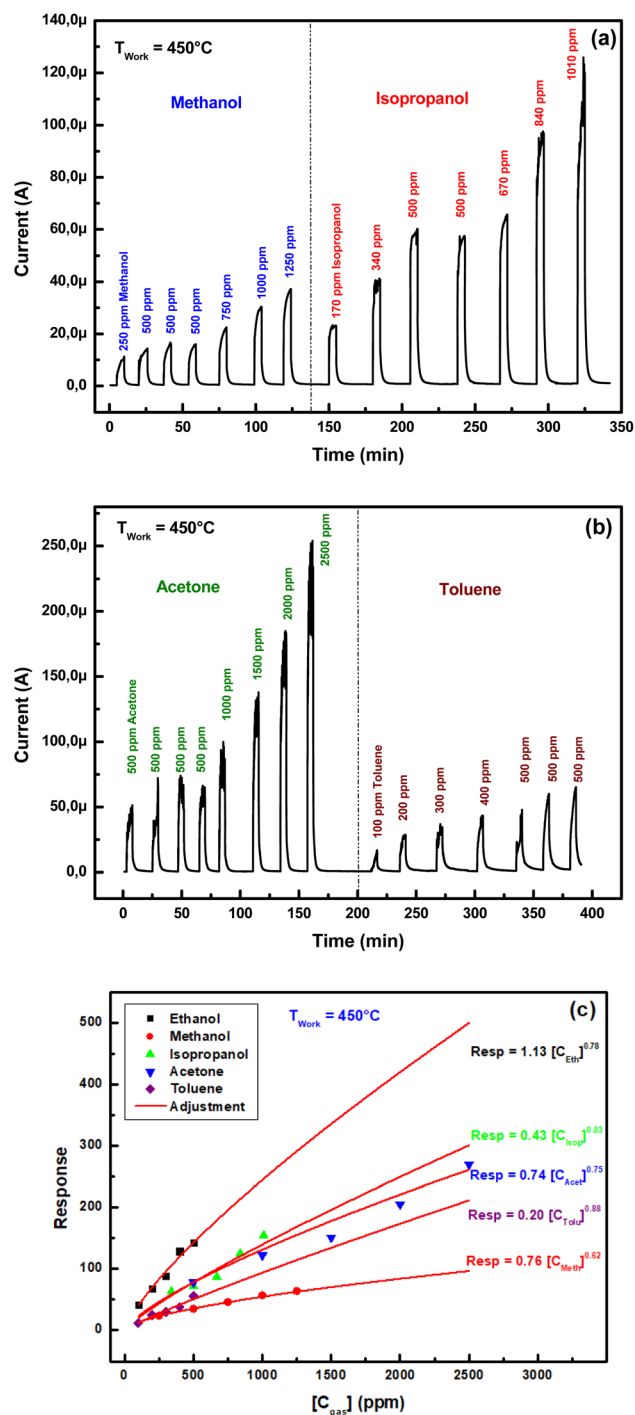 (a)
T_Work = 450°C
Methanol
Isopropanol
250 ppm Methanol
500 ppm
500 ppm
500 ppm
750 ppm
1000 ppm
1250 ppm
170 ppm Isopropanol
340 ppm
500 ppm
500 ppm
670 ppm
840 ppm
1010 ppm
Current (A)
140,0µ
120,0µ
100,0µ
80,0µ
60,0µ
40,0µ
20,0µ
0,0
0 50 100 150 200 250 300 350
Time (min)
(b)
T_Work = 450°C
Acetone
Toluene
500 ppm Acetone
500 ppm
500 ppm
500 ppm
1000 ppm
1500 ppm
2000 ppm
2500 ppm
100 ppm Toluene
200 ppm
300 ppm
400 ppm
500 ppm
500 ppm
500 ppm
Current (A)
250,0µ
200,0µ
150,0µ
100,0µ
50,0µ
0,0
0 50 100 150 200 250 300 350 400
Time (min)
(c)
T_Work = 450°C
Ethanol
Methanol
Isopropanol
Acetone
Toluene
Adjustment
Resp = 1.13 [C_Eth]^0.78
Resp = 0.43 [C_Isop]^0.83
Resp = 0.74 [C_Acet]^0.75
Resp = 0.20 [C_Tolu]^0.88
Resp = 0.76 [C_Meth]^0.62
Response
500
400
300
200
100
0
0 500 1000 1500 2000 2500 3000
[C_gas] (ppm)